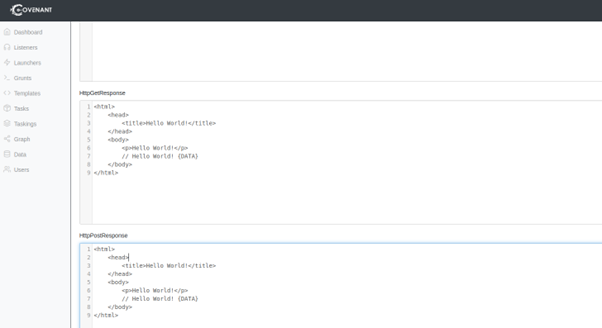 COVENANT
Dashboard
Listeners
Launchers
Grunts
Templates
Tasks
Taskings
Graph
Data
Users
HttpGetResponse
1 <html>
2 <head>
3 <title>Hello World!</title>
4 </head>
5 <body>
6 <p>Hello World!</p>
7 // Hello World! {DATA}
8 </body>
9 </html>
HttpPostResponse
1 <html>
2 <head>
3 <title>Hello World!</title>
4 </head>
5 <body>
6 <p>Hello World!</p>
7 // Hello World! {DATA}
8 </body>
9 </html>